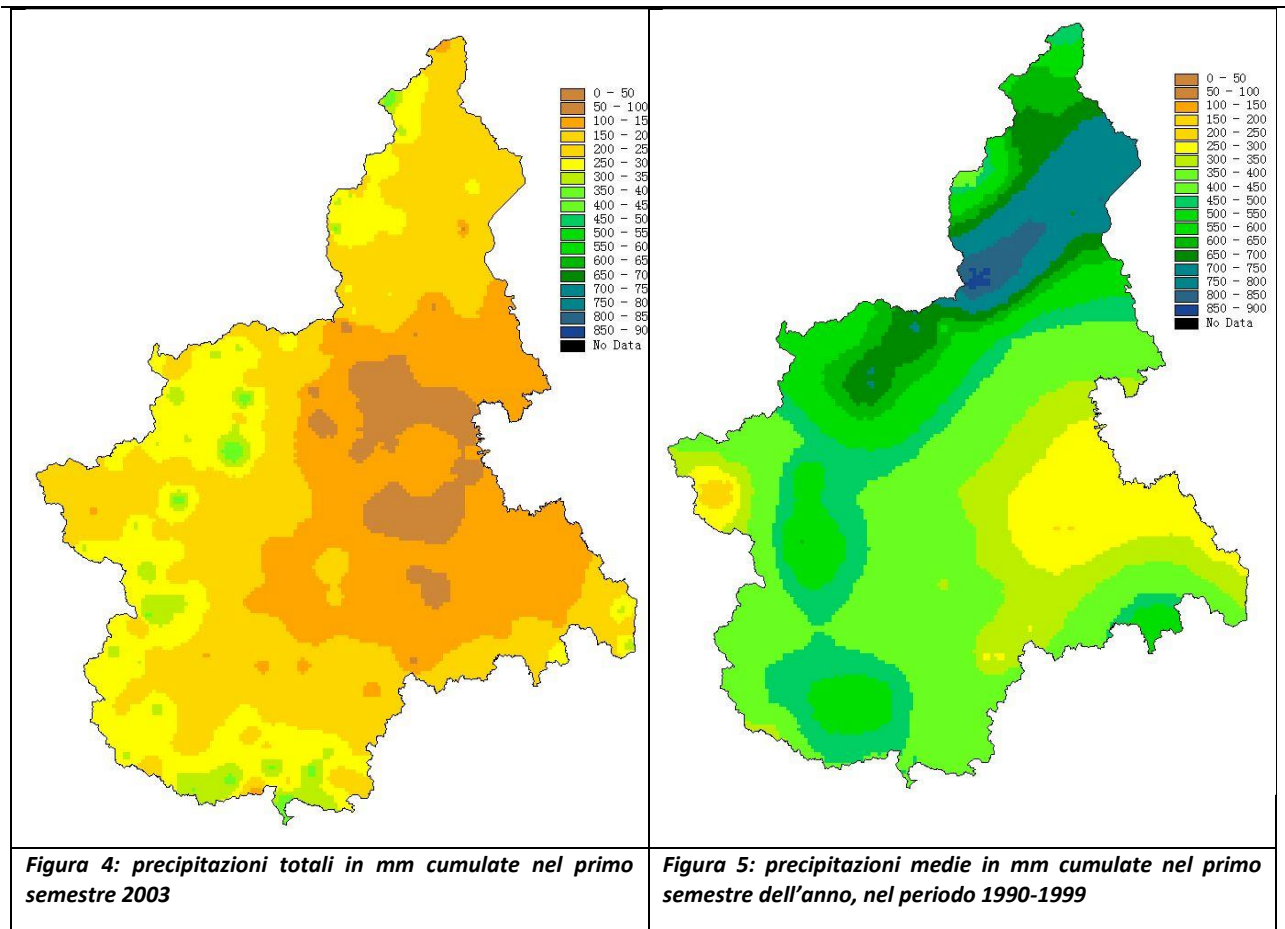 0 - 50
50 - 100
100 - 15
150 - 20
200 - 25
250 - 30
300 - 35
350 - 40
400 - 45
450 - 50
500 - 55
550 - 60
600 - 65
650 - 70
700 - 75
750 - 80
800 - 85
850 - 90
No Data
0 - 50
50 - 100
100 - 150
150 - 200
200 - 250
250 - 300
300 - 350
350 - 400
400 - 450
450 - 500
500 - 550
550 - 600
600 - 650
650 - 700
700 - 750
750 - 800
800 - 850
850 - 900
No Data
Figura 4: precipitazioni totali in mm cumulate nel primo
semestre 2003
Figura 5: precipitazioni medie in mm cumulate nel primo
semestre dell’anno, nel periodo 1990-1999